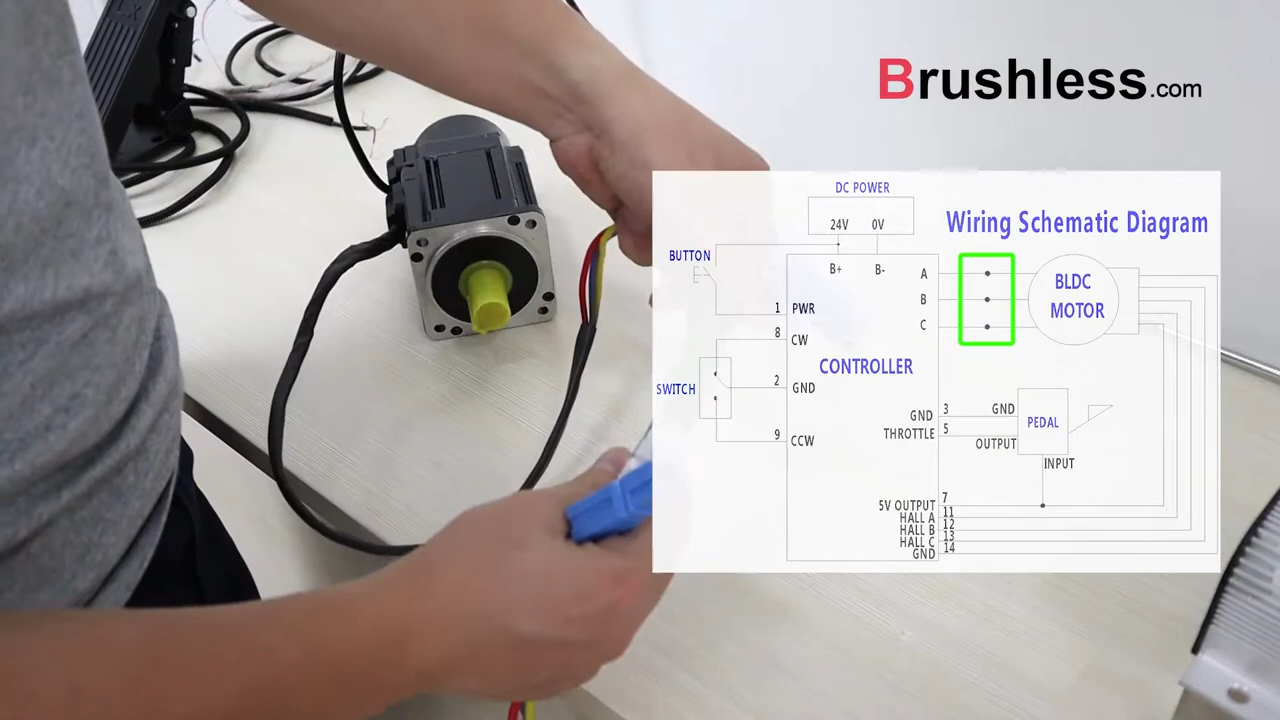 Brushless.com
DC POWER
24V 0V
Wiring Schematic Diagram
BUTTON
B+ B-
A
B
C
BLDC
MOTOR
1 PWR
8 CW
CONTROLLER
2 GND
SWITCH
9 CCW
GND 3 GND
THROTTLE 5 OUTPUT
PEDAL
INPUT
5V OUTPUT 7
HALL A 11
HALL B 12
HALL C 13
GND 14